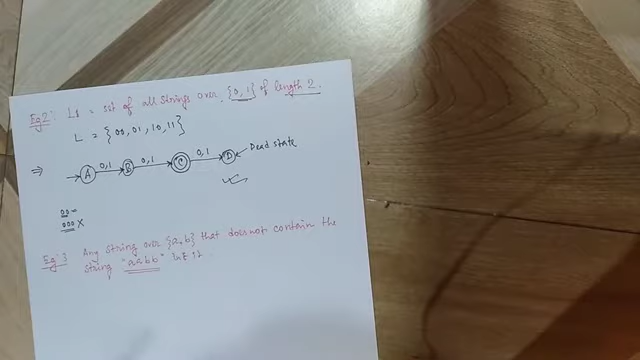 Eg 2: L1 = set of all strings over {0, 1} of length 2.
L = {00, 01, 10, 11}
⇒ → A 0,1 → B 0,1 → C 0,1 → D ← Dead state
00 =
000 X
Eg: 3 Any string over {a, b} that does not contain the
string "aabb" in it.